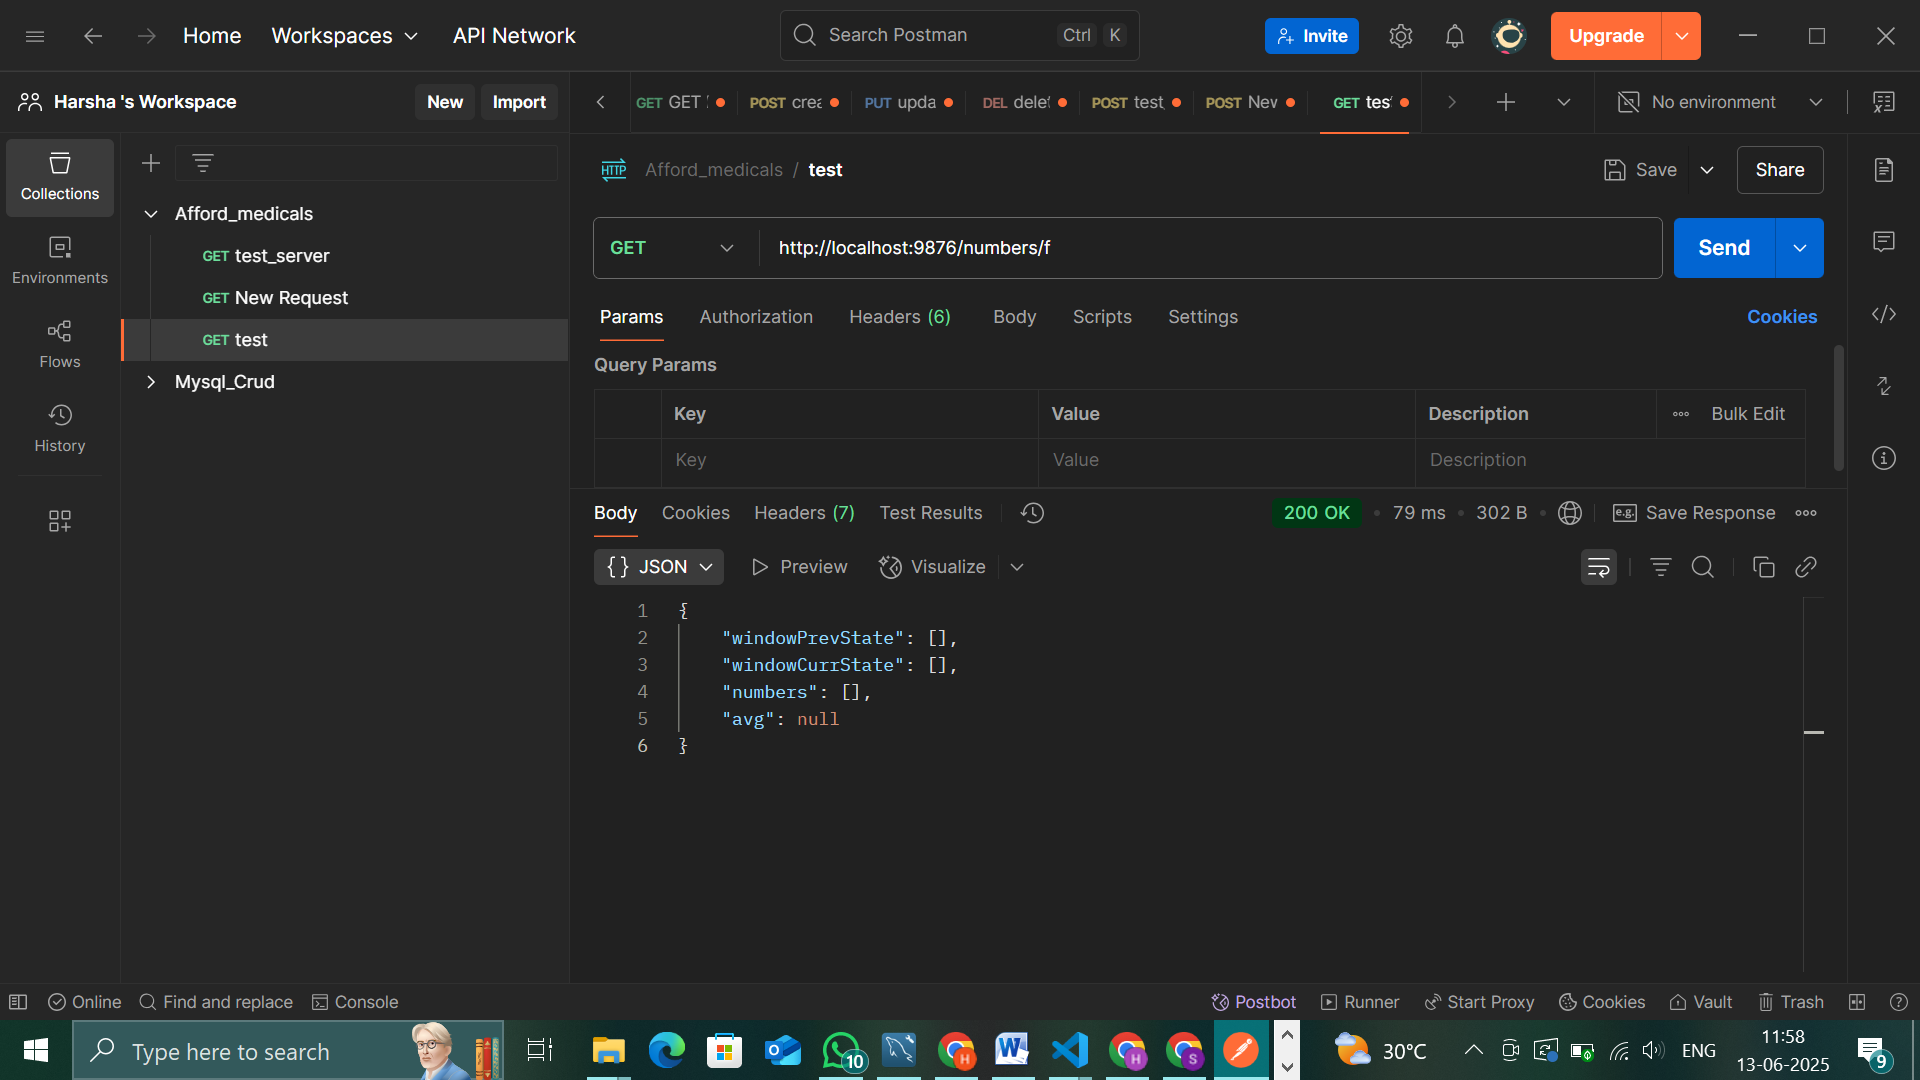 Home
Workspaces
API Network
Search Postman
Ctrl K
Invite
Upgrade
Harsha 's Workspace
New
Import
GET GET
POST crea
PUT upda
DEL delet
POST test
POST New
GET test
No environment
Collections
Environments
Flows
History
Afford_medicals
GET test_server
GET New Request
GET test
Mysql_Crud
HTTP
Afford_medicals / test
Save
Share
GET
http://localhost:9876/numbers/f
Send
Params
Authorization
Headers (6)
Body
Scripts
Settings
Cookies
Query Params
Key Value Description Bulk Edit
Key Value Description
Body
Cookies
Headers (7)
Test Results
200 OK
79 ms
302 B
e.g.
Save Response
{} JSON
Preview
Visualize
1 {
2 "windowPrevState": [],
3 "windowCurrState": [],
4 "numbers": [],
5 "avg": null
6 }
Online
Find and replace
Console
Postbot
Runner
Start Proxy
Cookies
Vault
Trash
Type here to search
10
H
W
H
S
30°C
ENG
11:58
13-06-2025
9